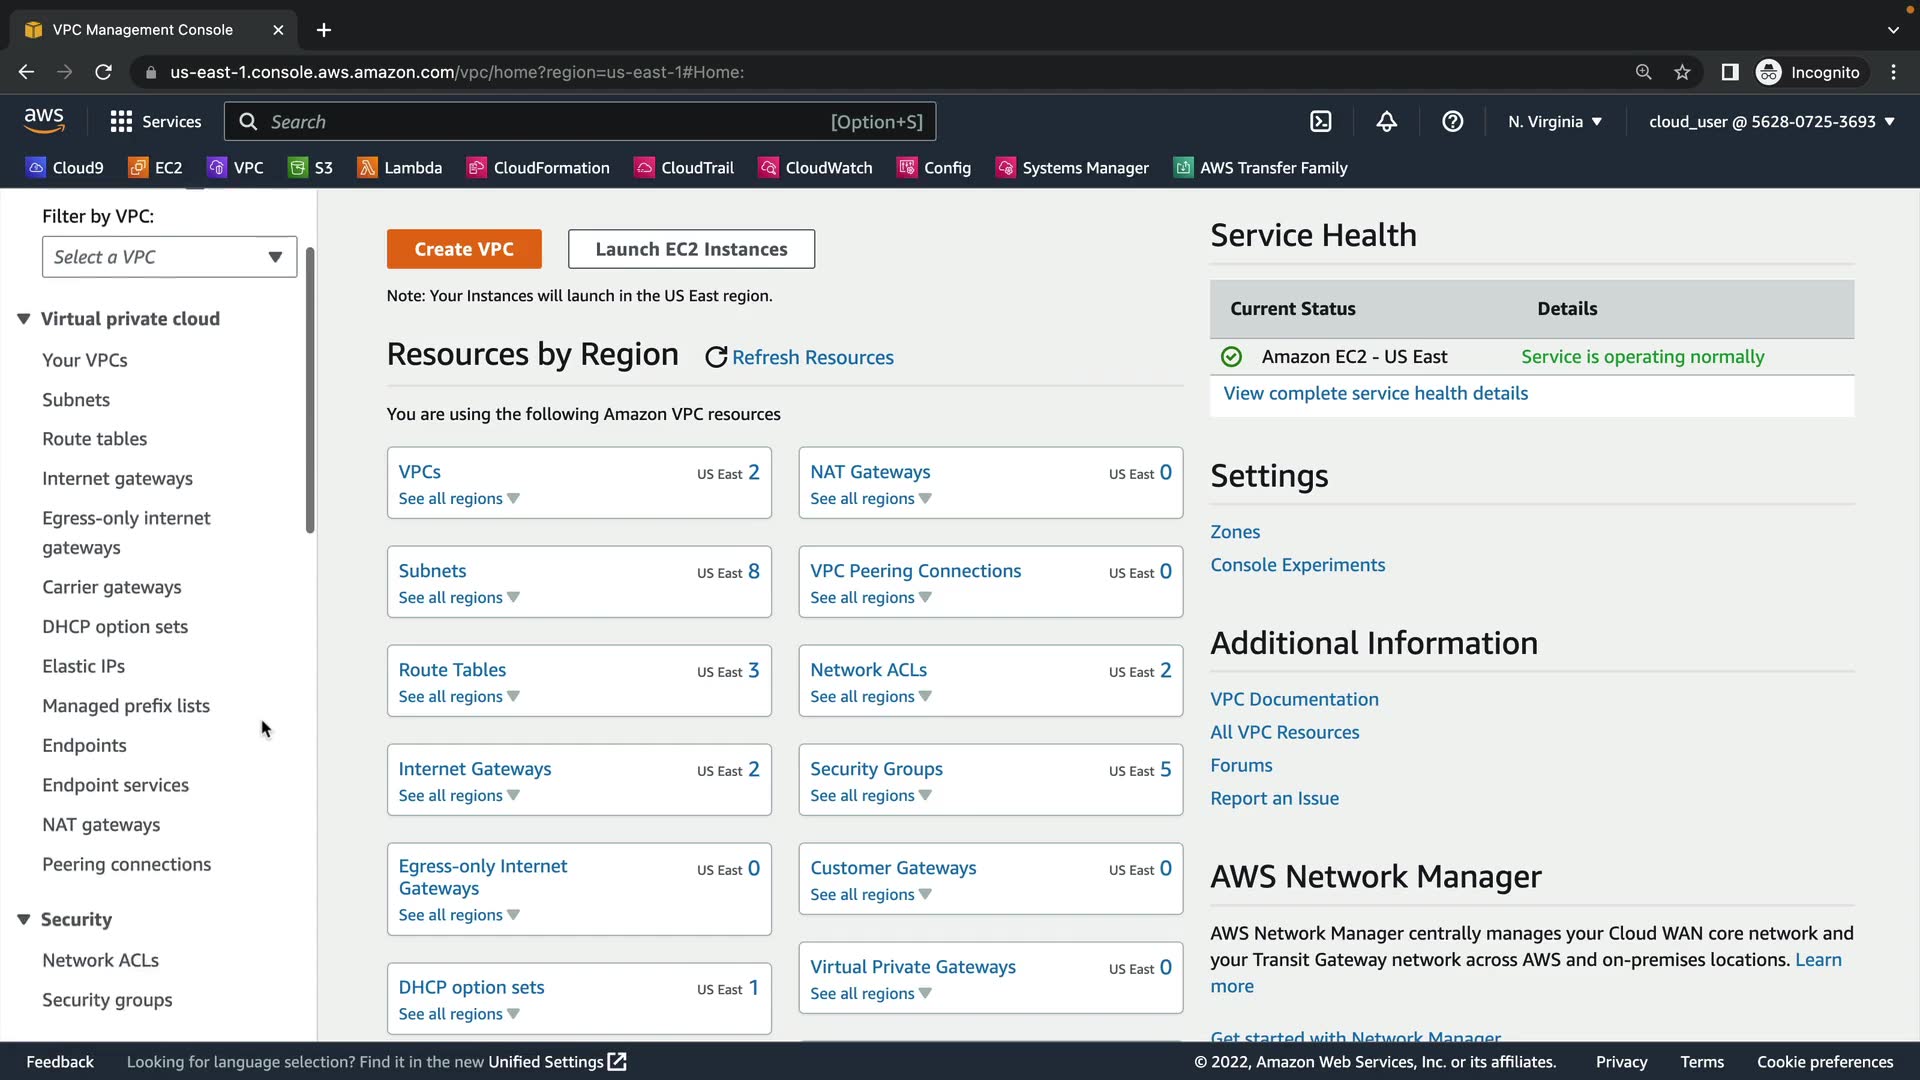 VPC Management Console
us-east-1.console.aws.amazon.com/vpc/home?region=us-east-1#Home:
Incognito
aws
Services
Search
[Option+S]
N. Virginia
cloud_user @ 5628-0725-3693
Cloud9
EC2
VPC
S3
Lambda
CloudFormation
CloudTrail
CloudWatch
Config
Systems Manager
AWS Transfer Family
Filter by VPC:
Select a VPC
Virtual private cloud
Your VPCs
Subnets
Route tables
Internet gateways
Egress-only internet
gateways
Carrier gateways
DHCP option sets
Elastic IPs
Managed prefix lists
Endpoints
Endpoint services
NAT gateways
Peering connections
Security
Network ACLs
Security groups
Create VPC
Launch EC2 Instances
Note: Your Instances will launch in the US East region.
Resources by Region
Refresh Resources
You are using the following Amazon VPC resources
VPCs
US East 2
See all regions
NAT Gateways
US East 0
See all regions
Subnets
US East 8
See all regions
VPC Peering Connections
US East 0
See all regions
Route Tables
US East 3
See all regions
Network ACLs
US East 2
See all regions
Internet Gateways
US East 2
See all regions
Security Groups
US East 5
See all regions
Egress-only Internet
Gateways
US East 0
See all regions
Customer Gateways
US East 0
See all regions
DHCP option sets
US East 1
See all regions
Virtual Private Gateways
US East 0
See all regions
Service Health
Current Status
Details
Amazon EC2 - US East
Service is operating normally
View complete service health details
Settings
Zones
Console Experiments
Additional Information
VPC Documentation
All VPC Resources
Forums
Report an Issue
AWS Network Manager
AWS Network Manager centrally manages your Cloud WAN core network and
your Transit Gateway network across AWS and on-premises locations. Learn
more
Get started with Network Manager
Feedback
Looking for language selection? Find it in the new Unified Settings
© 2022, Amazon Web Services, Inc. or its affiliates.
Privacy
Terms
Cookie preferences